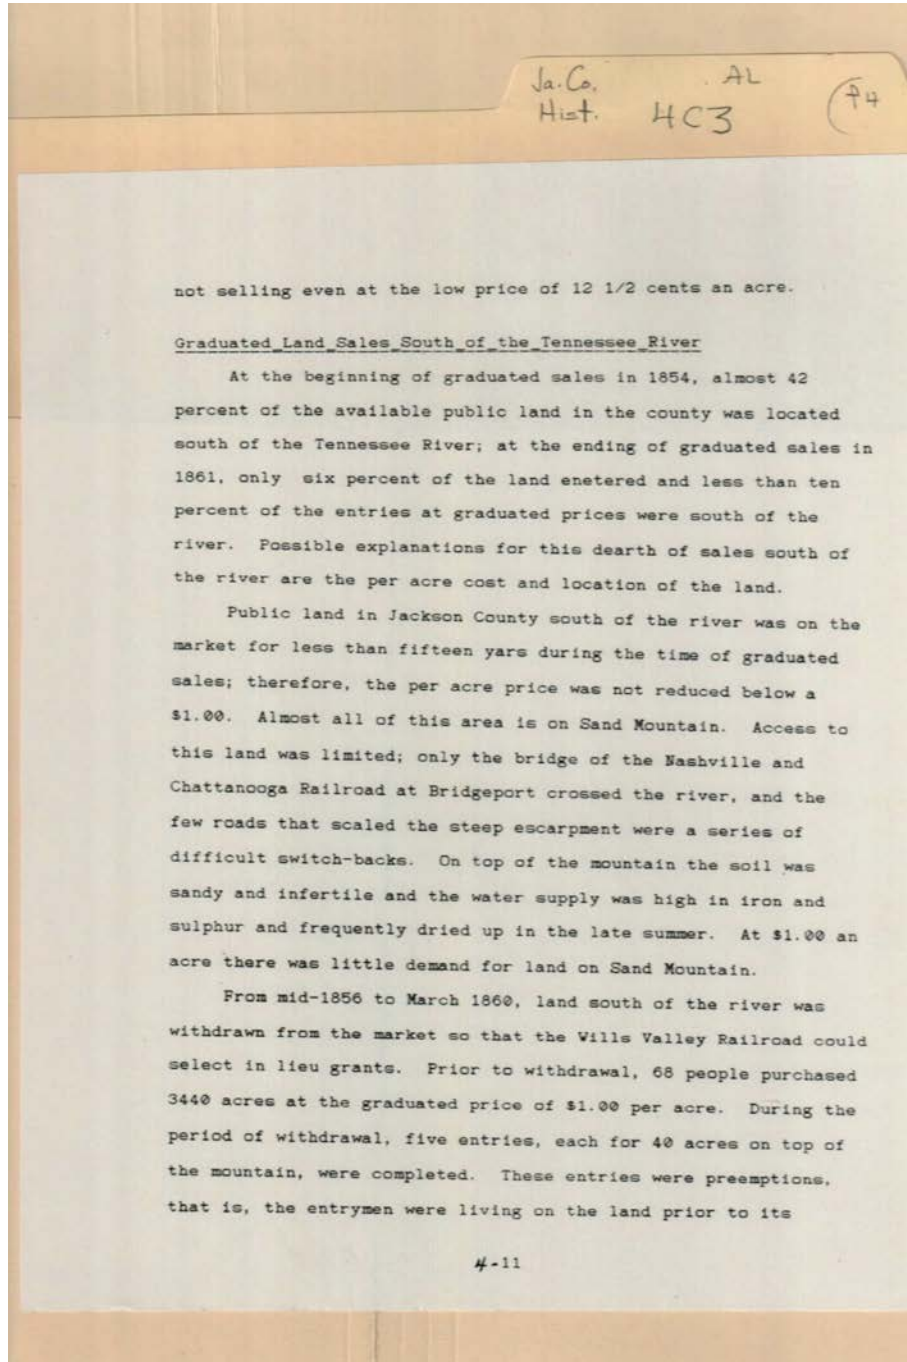 Ja. Co. AL
Hist. 4C3 P4
not selling even at the low price of 12 1/2 cents an acre.
Graduated Land Sales South of the Tennessee River
At the beginning of graduated sales in 1854, almost 42
percent of the available public land in the county was located
south of the Tennessee River; at the ending of graduated sales in
1861, only six percent of the land enetered and less than ten
percent of the entries at graduated prices were south of the
river. Possible explanations for this dearth of sales south of
the river are the per acre cost and location of the land.
Public land in Jackson County south of the river was on the
market for less than fifteen yars during the time of graduated
sales; therefore, the per acre price was not reduced below a
$1.00. Almost all of this area is on Sand Mountain. Access to
this land was limited; only the bridge of the Nashville and
Chattanooga Railroad at Bridgeport crossed the river, and the
few roads that scaled the steep escarpment were a series of
difficult switch-backs. On top of the mountain the soil was
sandy and infertile and the water supply was high in iron and
sulphur and frequently dried up in the late summer. At $1.00 an
acre there was little demand for land on Sand Mountain.
From mid-1856 to March 1860, land south of the river was
withdrawn from the market so that the Wills Valley Railroad could
select in lieu grants. Prior to withdrawal, 68 people purchased
3440 acres at the graduated price of $1.00 per acre. During the
period of withdrawal, five entries, each for 40 acres on top of
the mountain, were completed. These entries were preemptions,
that is, the entrymen were living on the land prior to its
4-11